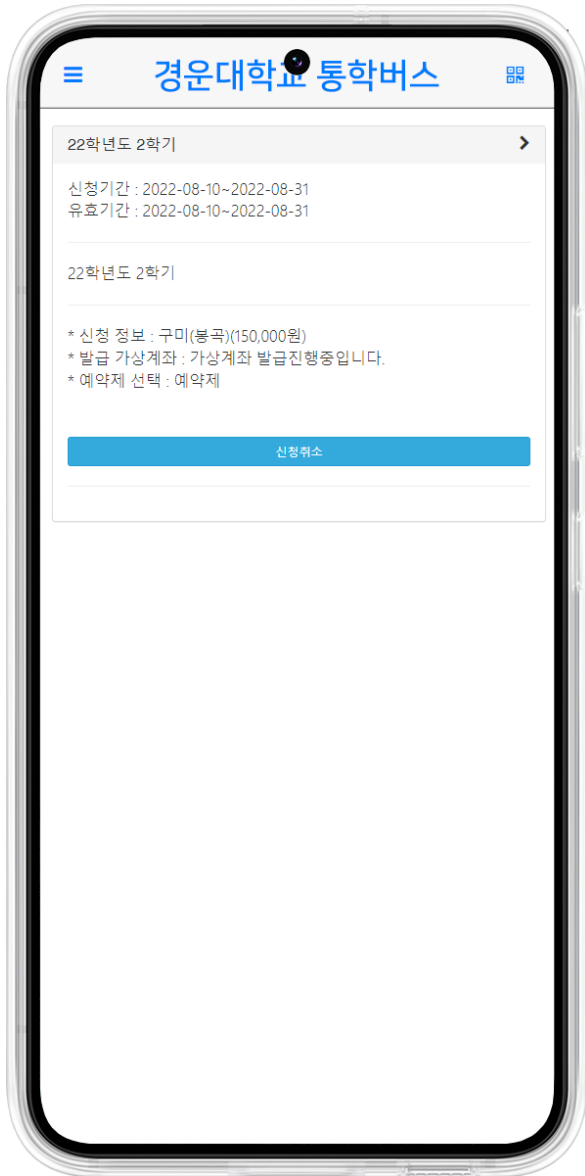 경운대학교 통학버스
22학년도 2학기
신청기간 : 2022-08-10~2022-08-31
유효기간 : 2022-08-10~2022-08-31
22학년도 2학기
* 신청 정보 : 구미(봉곡)(150,000원)
* 발급 가상계좌 : 가상계좌 발급진행중입니다.
* 예약제 선택 : 예약제
신청취소